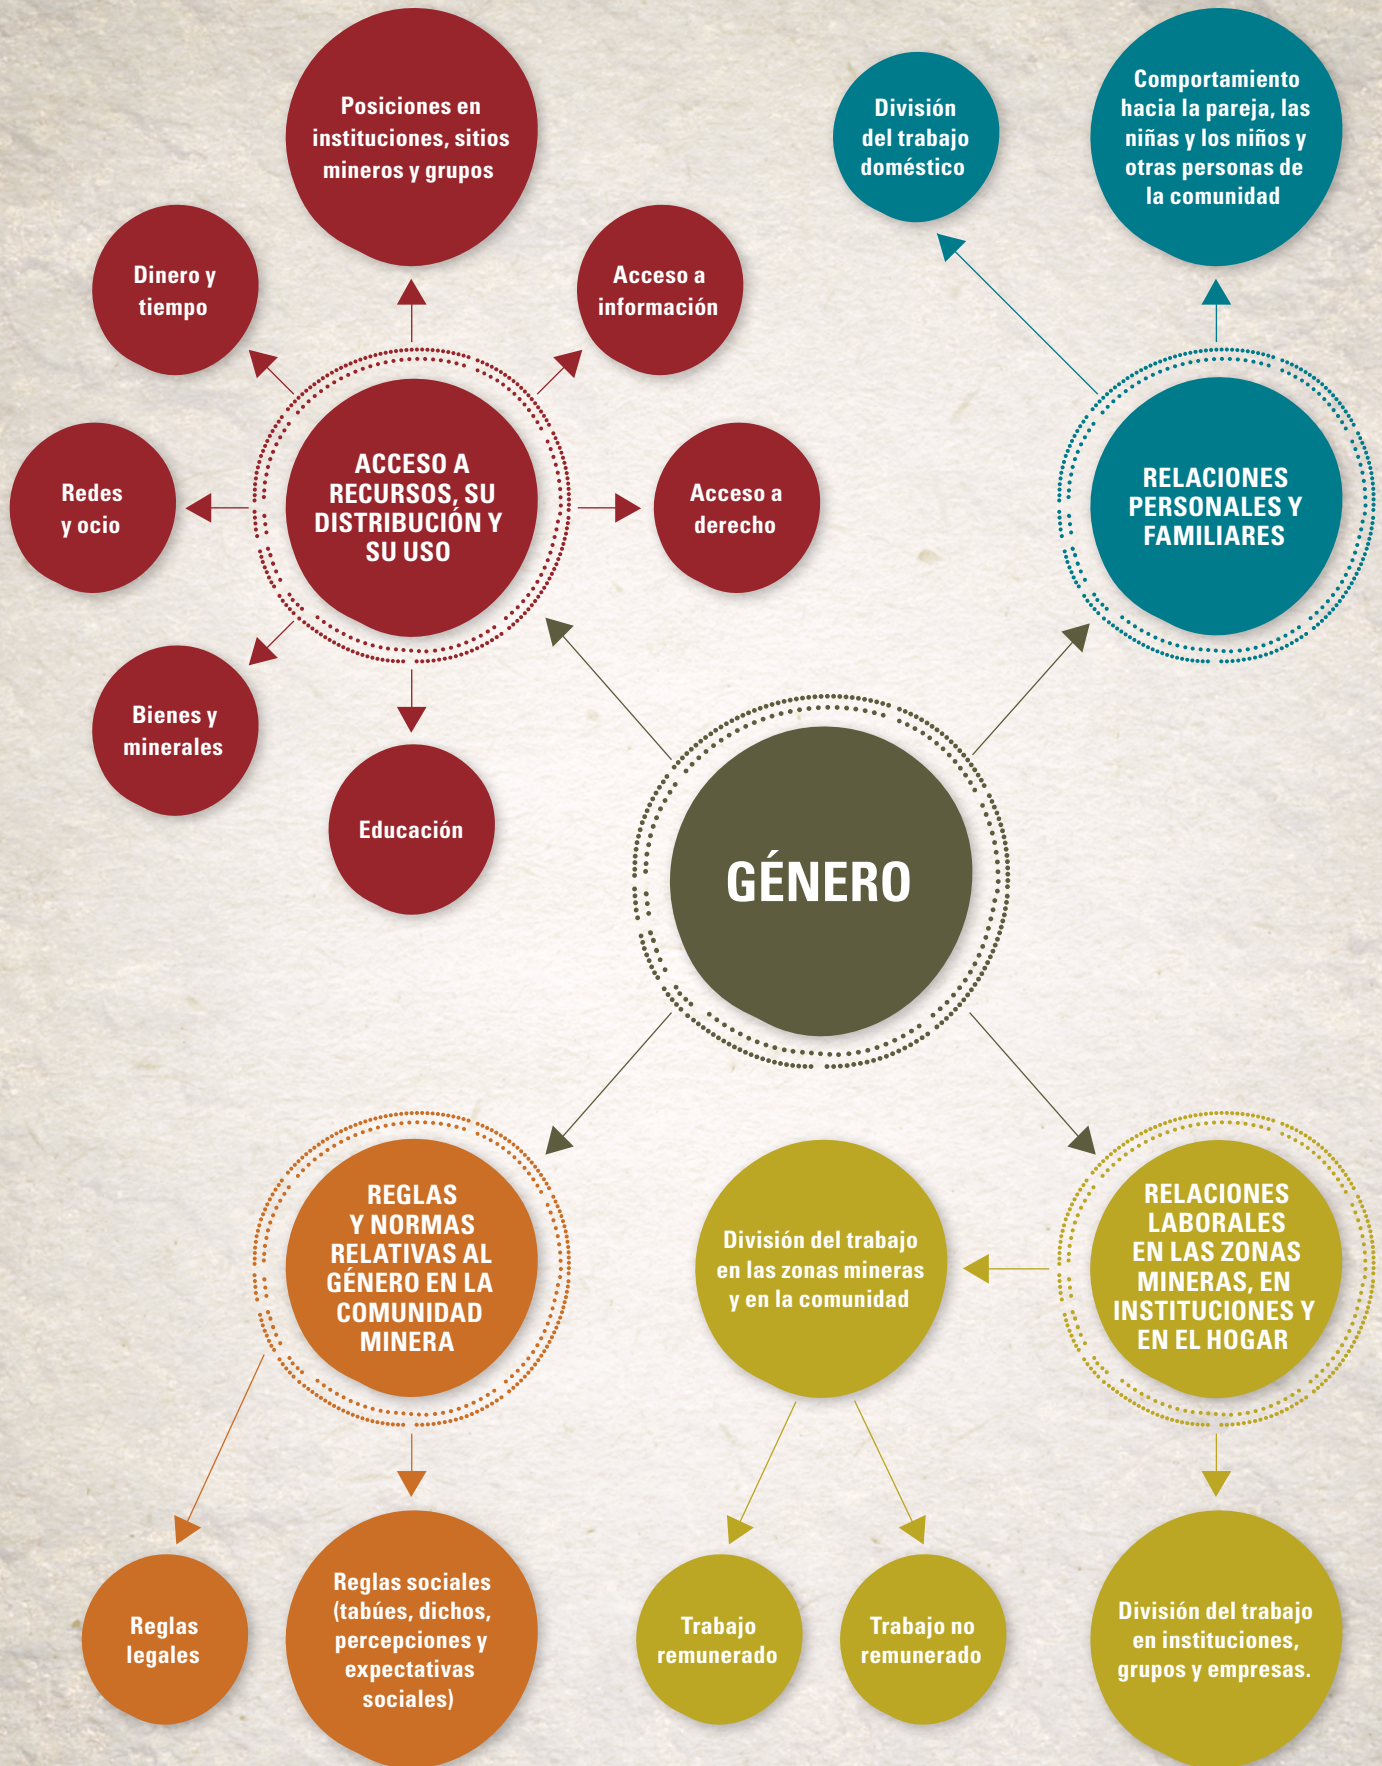 Posiciones en
instituciones, sitios
mineros y grupos
División
del trabajo
doméstico
Comportamiento
hacia la pareja, las
niñas y los niños y
otras personas de
la comunidad
Dinero y
tiempo
Acceso a
información
Redes
y ocio
ACCESO A
RECURSOS, SU
DISTRIBUCIÓN Y
SU USO
Acceso a
derecho
RELACIONES
PERSONALES Y
FAMILIARES
Bienes y
minerales
Educación
GÉNERO
REGLAS
Y NORMAS
RELATIVAS AL
GÉNERO EN LA
COMUNIDAD
MINERA
División del trabajo
en las zonas mineras
y en la comunidad
RELACIONES
LABORALES
EN LAS ZONAS
MINERAS, EN
INSTITUCIONES Y
EN EL HOGAR
Reglas
legales
Reglas sociales
(tabúes, dichos,
percepciones y
expectativas
sociales)
Trabajo
remunerado
Trabajo no
remunerado
División del trabajo
en instituciones,
grupos y empresas.